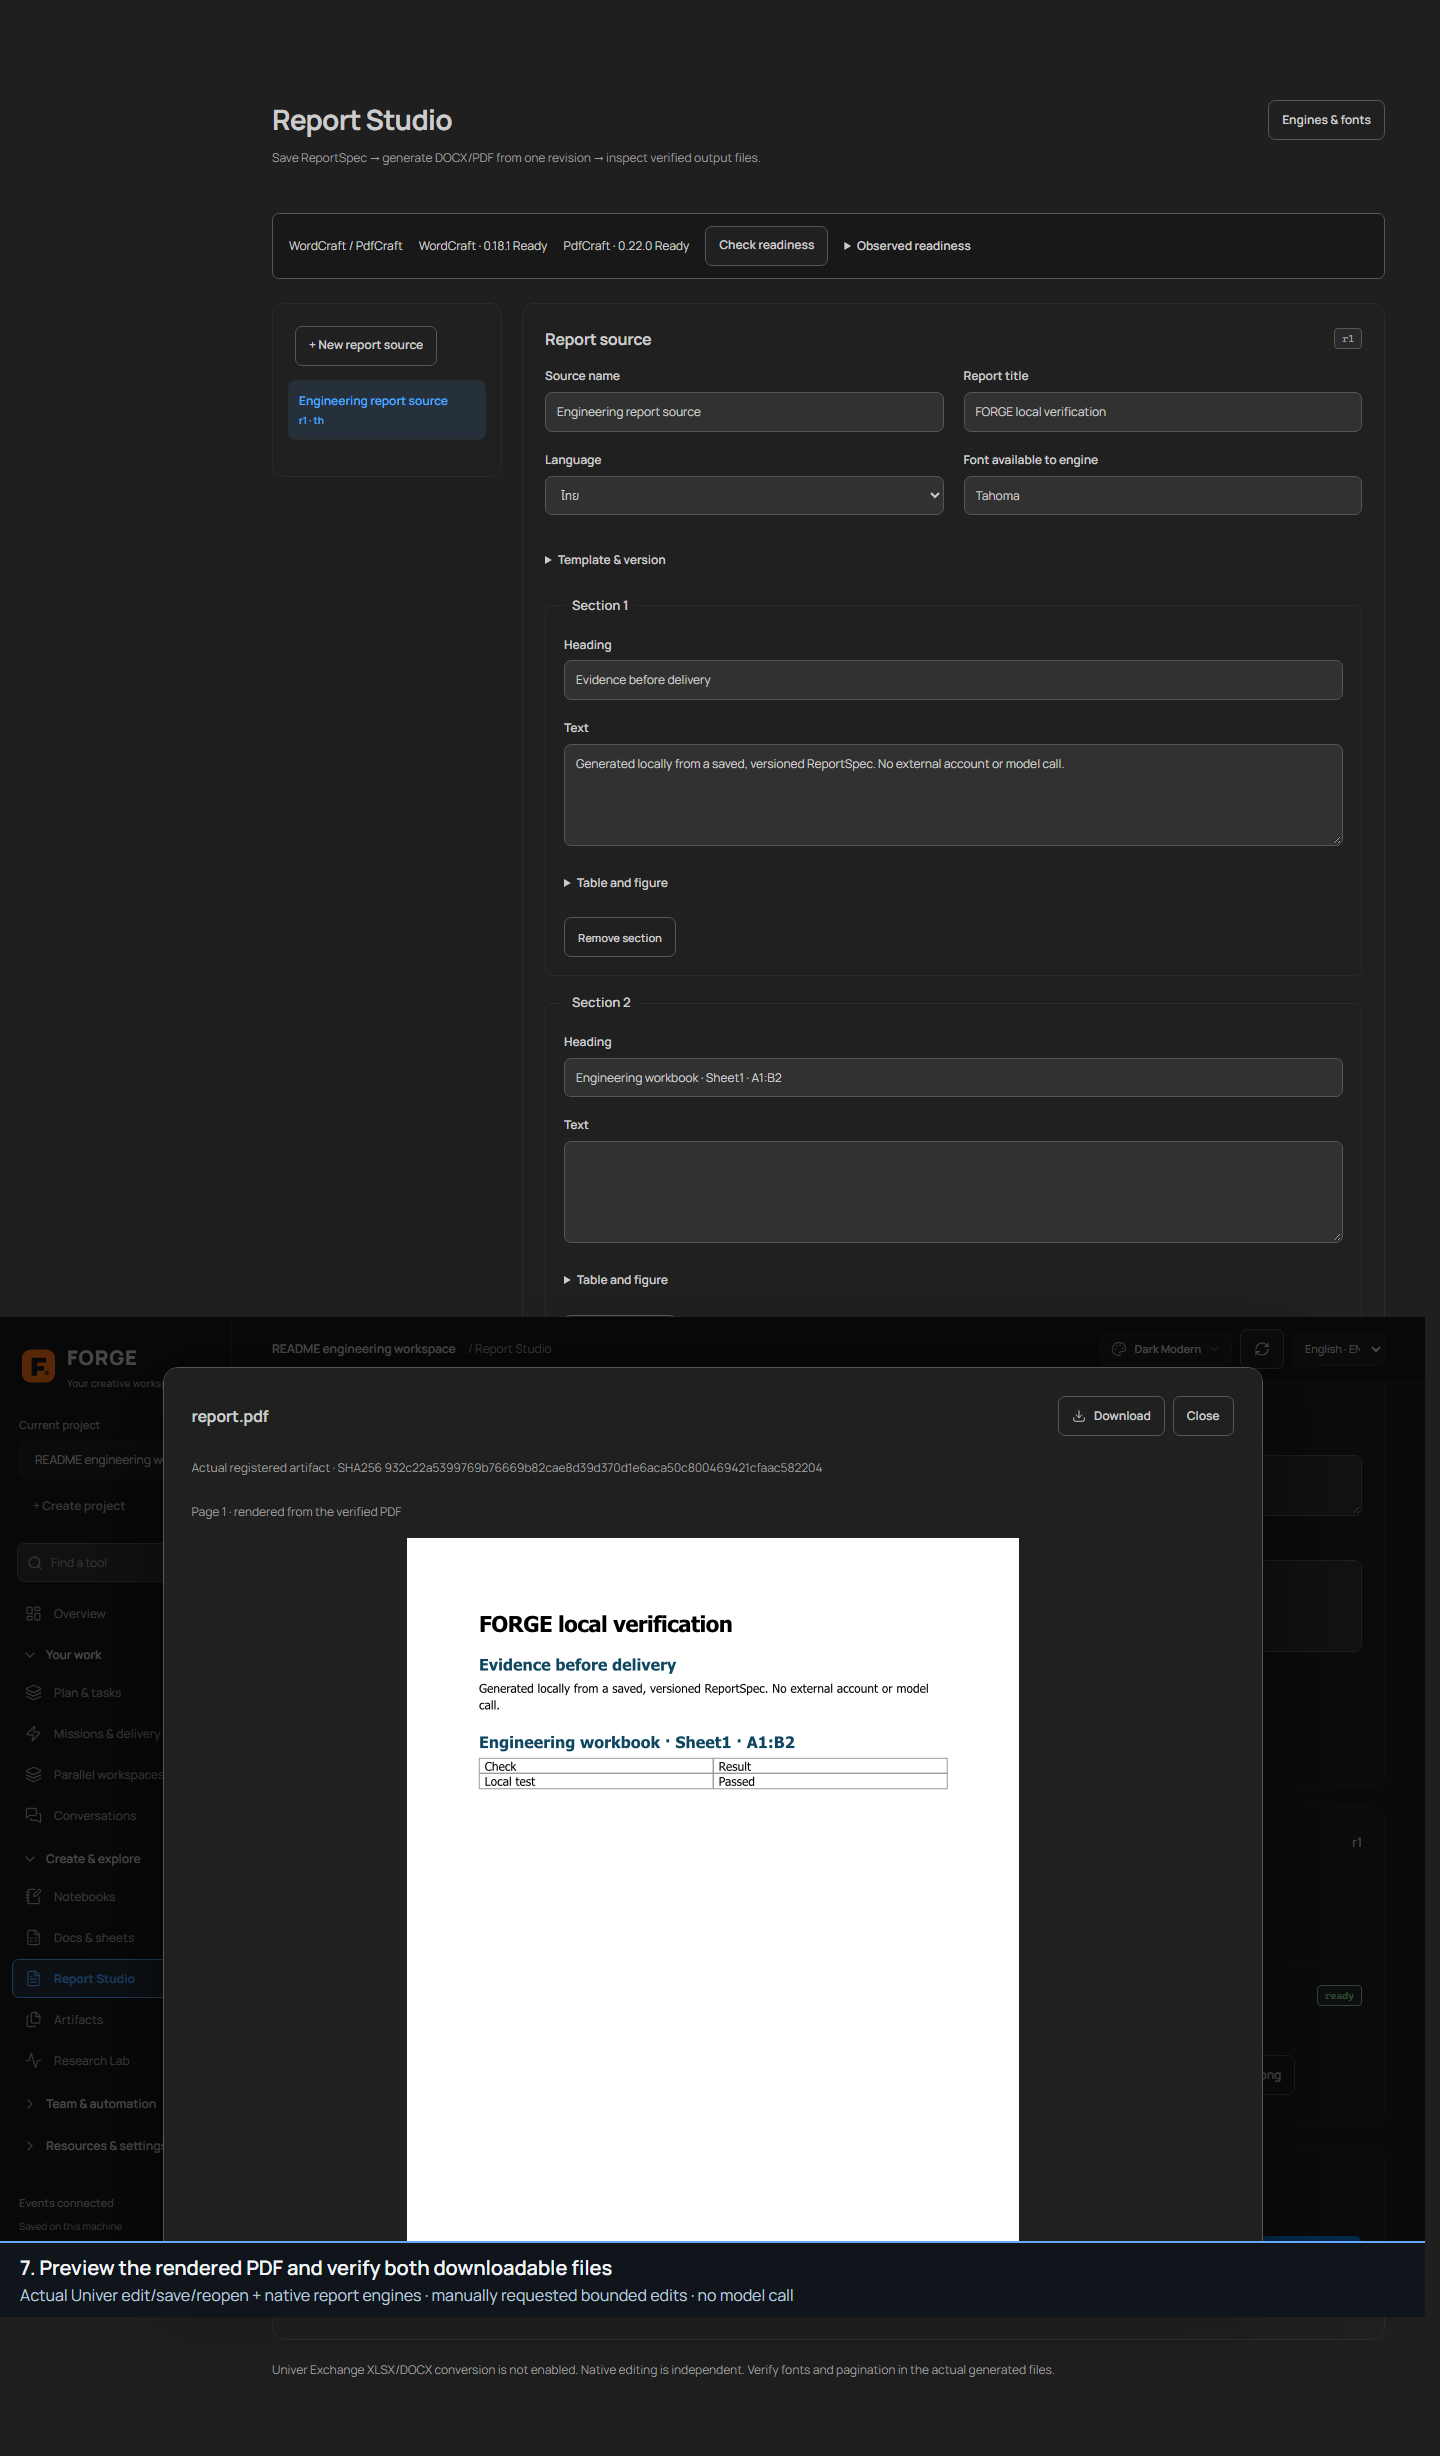 Report Studio
Engines & fonts
Save ReportSpec → generate DOCX/PDF from one revision → inspect verified output files.
WordCraft / PdfCraft WordCraft · 0.18.1 Ready PdfCraft · 0.22.0 Ready Check readiness Observed readiness
+ New report source
Engineering report source
r1 · th
Report source
r1
Source name
Report title
Engineering report source
FORGE local verification
Language
Font available to engine
ไทย
Tahoma
Template & version
Section 1
Heading
Evidence before delivery
Text
Generated locally from a saved, versioned ReportSpec. No external account or model call.
Table and figure
Remove section
Section 2
Heading
Engineering workbook · Sheet1 · A1:B2
Text
Table and figure
FORGE
Your creative works
Current project
README engineering w
+ Create project
Find a tool
Overview
Your work
Plan & tasks
Missions & delivery
Parallel workspaces
Conversations
Create & explore
Notebooks
Docs & sheets
Report Studio
Artifacts
Research Lab
Team & automation
Resources & settings
Events connected
Saved on this machine
README engineering workspace / Report Studio
Dark Modern
English · EN
report.pdf
Download
Close
Actual registered artifact · SHA256 932c22a5399769b76669b82cae8d39d370d1e6aca50c800469421cfaac582204
Page 1 · rendered from the verified PDF
FORGE local verification
Evidence before delivery
Generated locally from a saved, versioned ReportSpec. No external account or model
call.
Engineering workbook · Sheet1 · A1:B2
Check Result
Local test Passed
r1
ready
ong
7. Preview the rendered PDF and verify both downloadable files
Actual Univer edit/save/reopen + native report engines · manually requested bounded edits · no model call
Univer Exchange XLSX/DOCX conversion is not enabled. Native editing is independent. Verify fonts and pagination in the actual generated files.